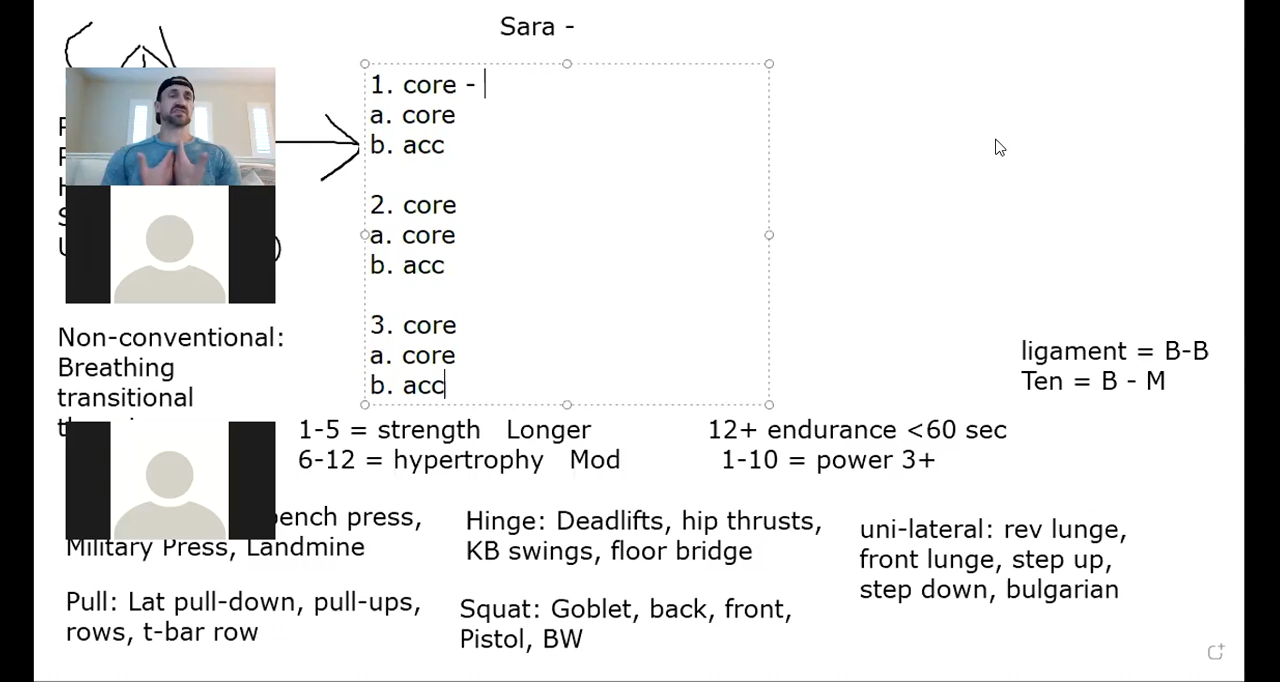 Sara -
1. core -
a. core
b. acc
2. core
a. core
b. acc
3. core
a. core
b. acc
Non-conventional:
Breathing
transitional
ligament = B-B
Ten = B - M
1-5 = strength Longer
6-12 = hypertrophy Mod
12+ endurance <60 sec
1-10 = power 3+
bench press,
Military Press, Landmine
Pull: Lat pull-down, pull-ups,
rows, t-bar row
Hinge: Deadlifts, hip thrusts,
KB swings, floor bridge
Squat: Goblet, back, front,
Pistol, BW
uni-lateral: rev lunge,
front lunge, step up,
step down, bulgarian